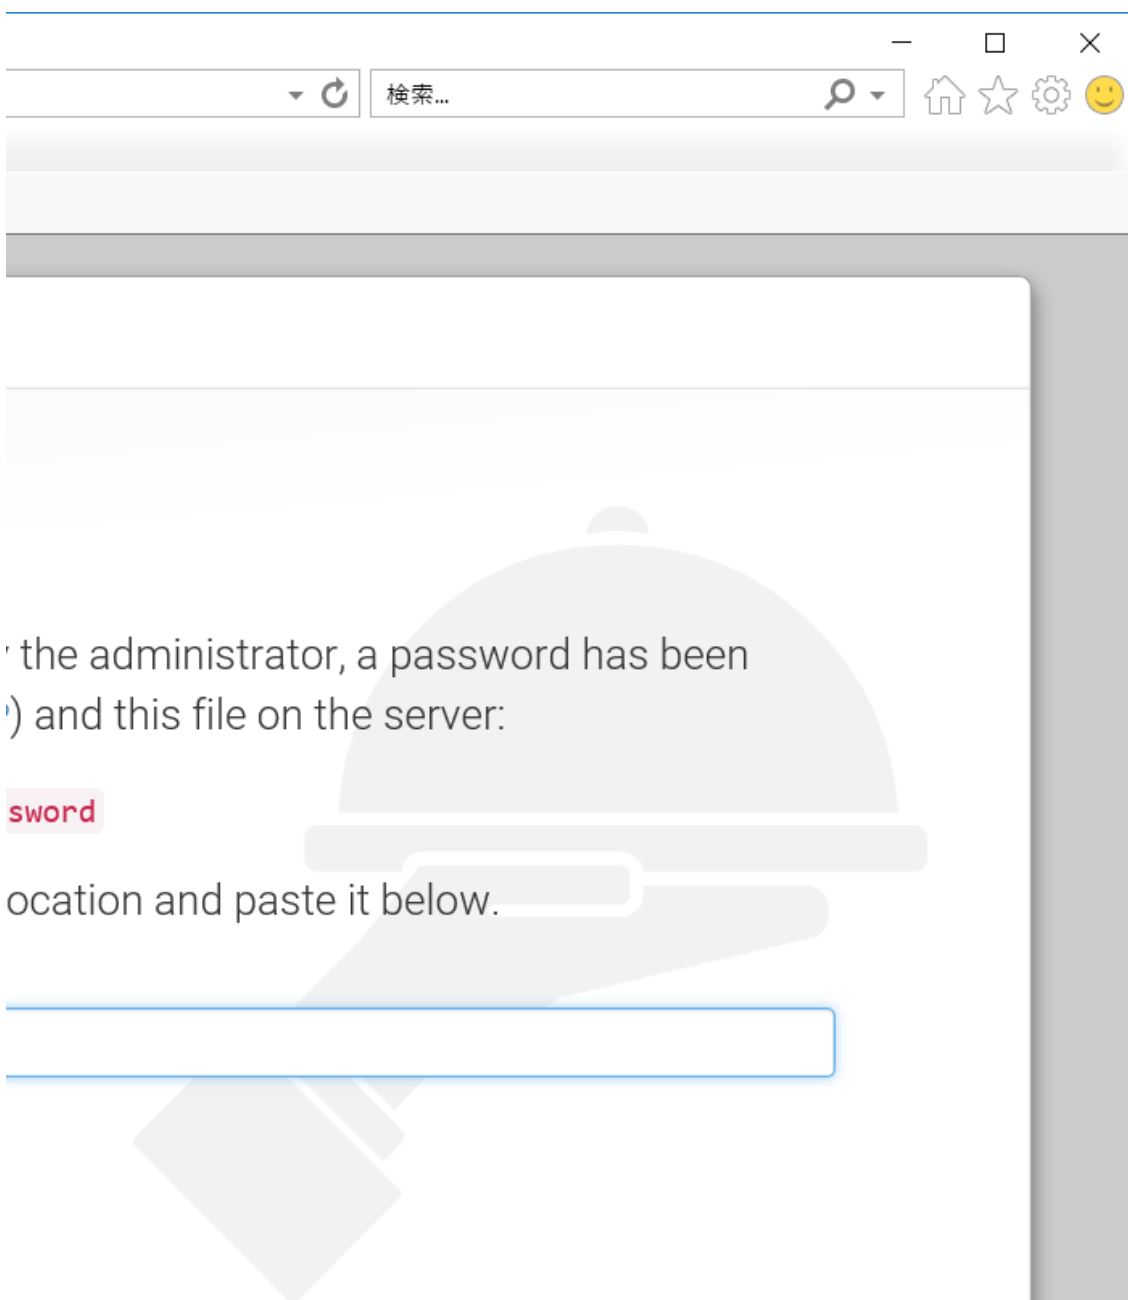 検索...
the administrator, a password has been
?) and this file on the server:
sword
ocation and paste it below.